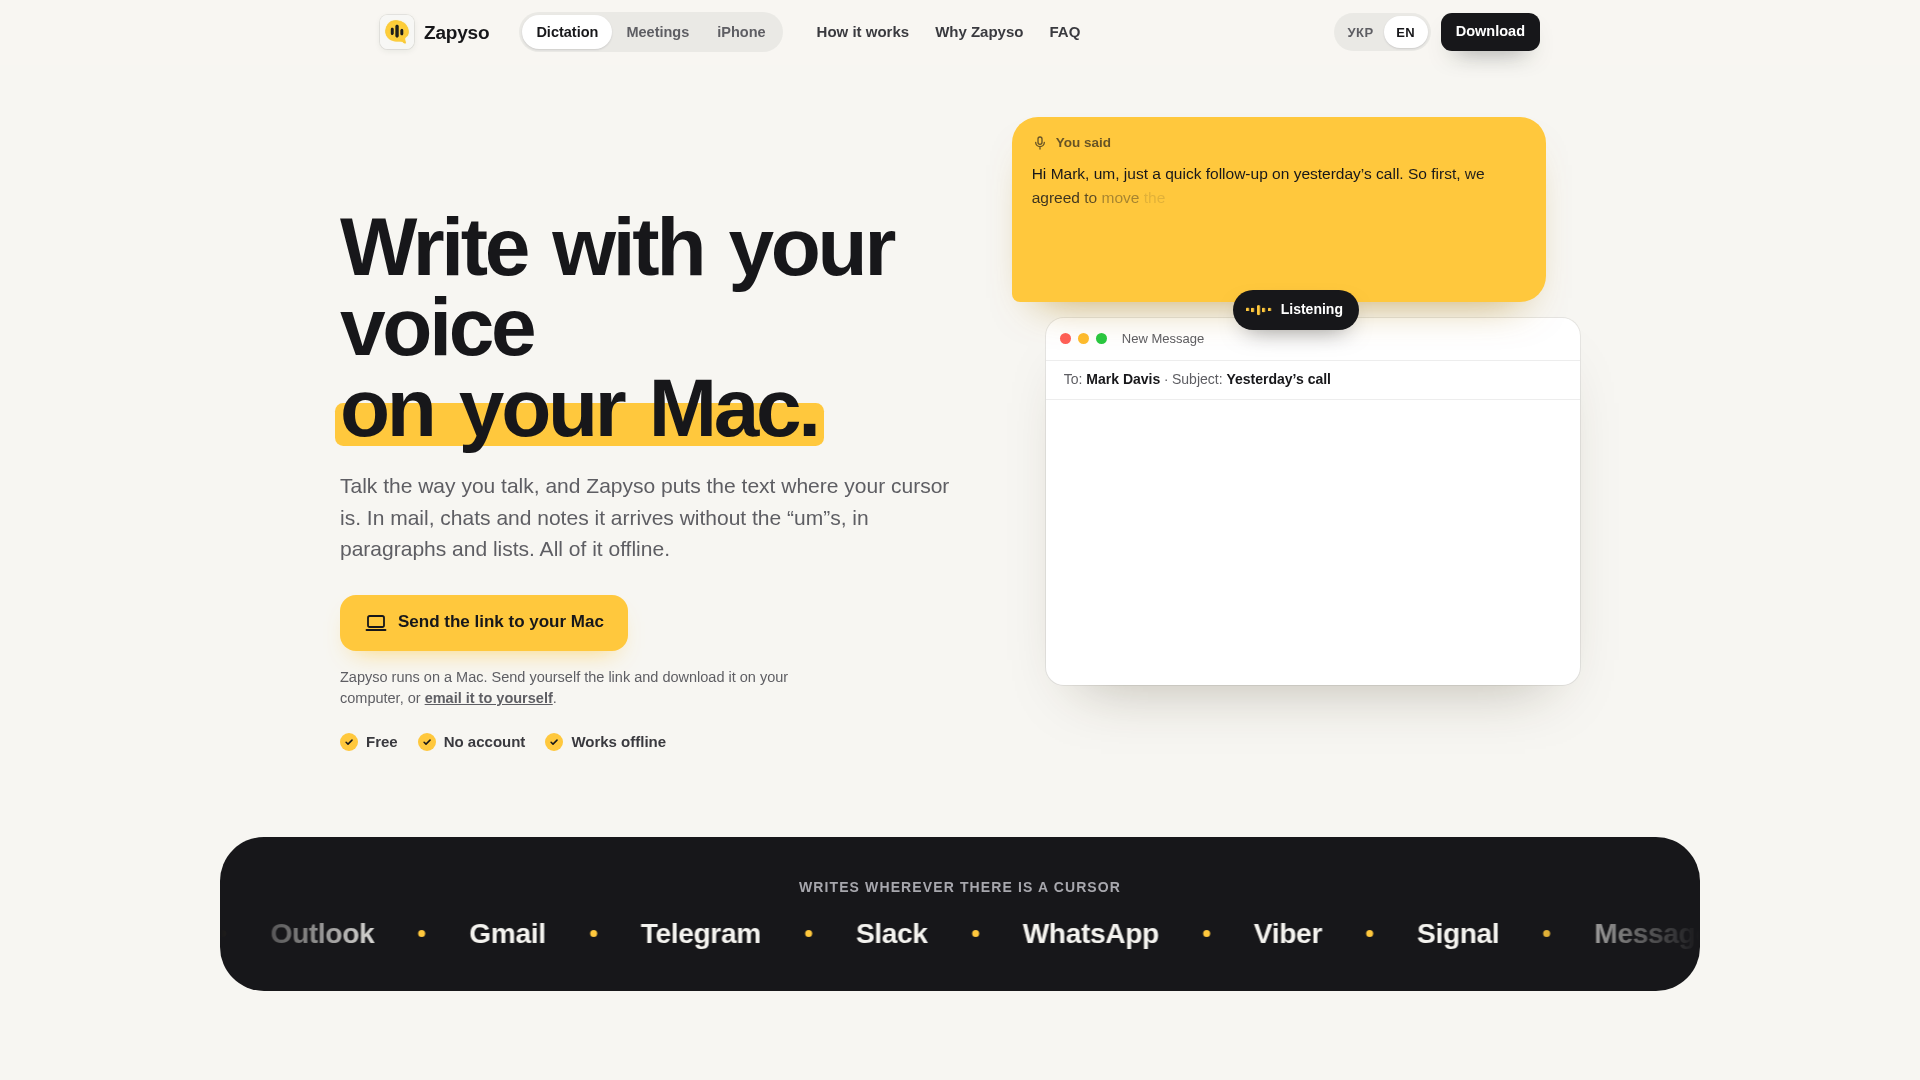 Zapyso
Dictation
Meetings
iPhone
How it works
Why Zapyso
FAQ
УКР
EN
Download
Write with your
voice
on your Mac.
Talk the way you talk, and Zapyso puts the text where your cursor
is. In mail, chats and notes it arrives without the “um”s, in
paragraphs and lists. All of it offline.
Send the link to your Mac
Zapyso runs on a Mac. Send yourself the link and download it on your
computer, or email it to yourself.
Free
No account
Works offline
You said
Hi Mark, um, just a quick follow-up on yesterday’s call. So first, we
agreed to move the
Listening
New Message
To: Mark Davis · Subject: Yesterday’s call
WRITES WHEREVER THERE IS A CURSOR
Outlook • Gmail • Telegram • Slack • WhatsApp • Viber • Signal • Messag